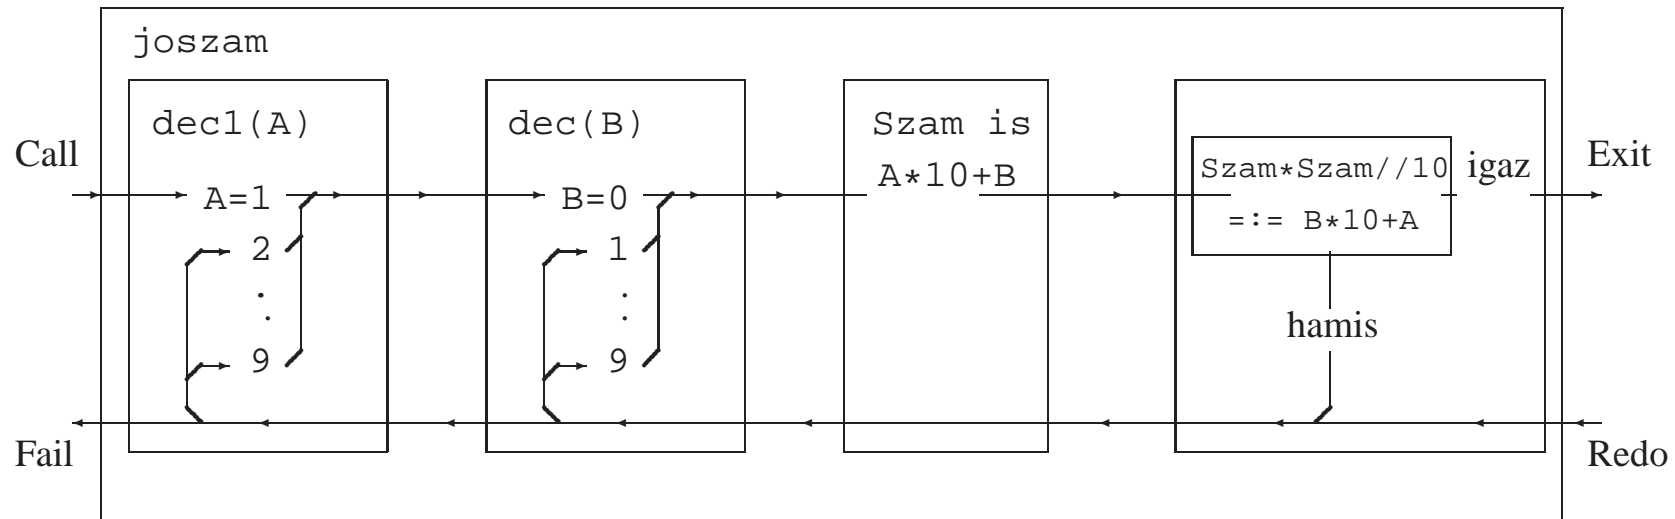 joszam
dec1(A)
dec(B)
Szam is
A*10+B
Call
Szam*Szam//10
=:= B*10+A
igaz
Exit
A=1
2
.
.
9
B=0
1
.
.
9
hamis
Fail
Redo